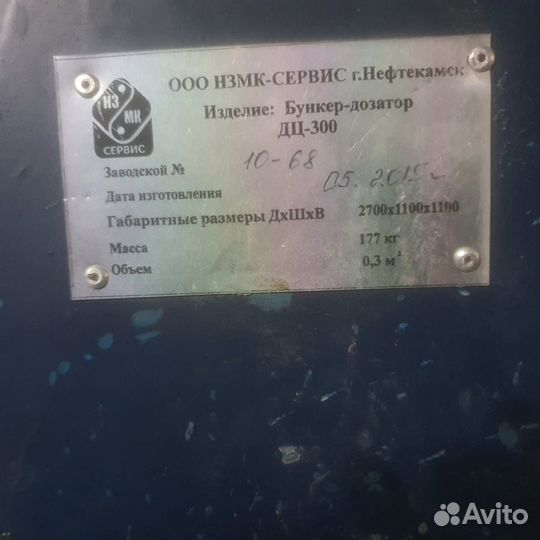 ООО НЗМК-СЕРВИС г.Нефтекамск
НЗ
МК
СЕРВИС
Изделие: Бункер-дозатор
ДЦ-300
Заводской № 10-68
Дата изготовления 05. 2015 г.
Габаритные размеры ДхШхВ 2700х1100х1100
Масса 177 кг
Объем 0,3 м³
Avito